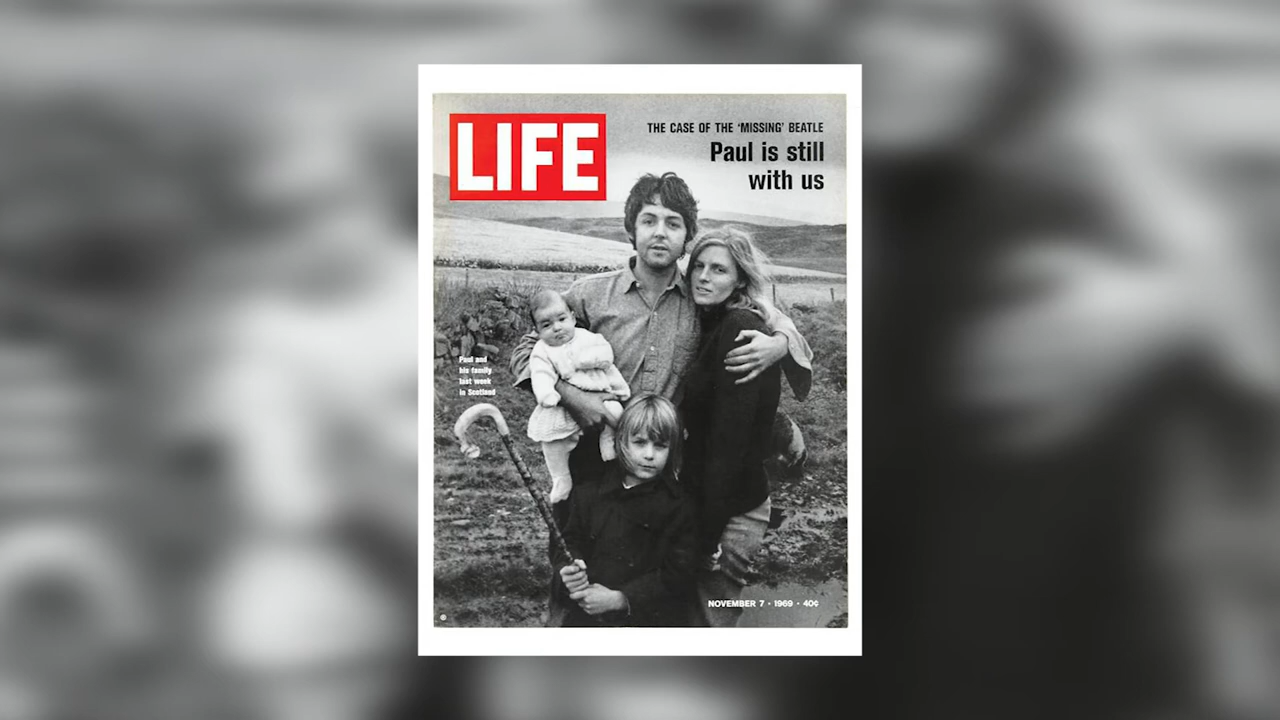 LIFE
THE CASE OF THE 'MISSING' BEATLE
Paul is still
with us
Paul and
his family
last week
in Scotland
NOVEMBER 7 · 1969 · 40¢